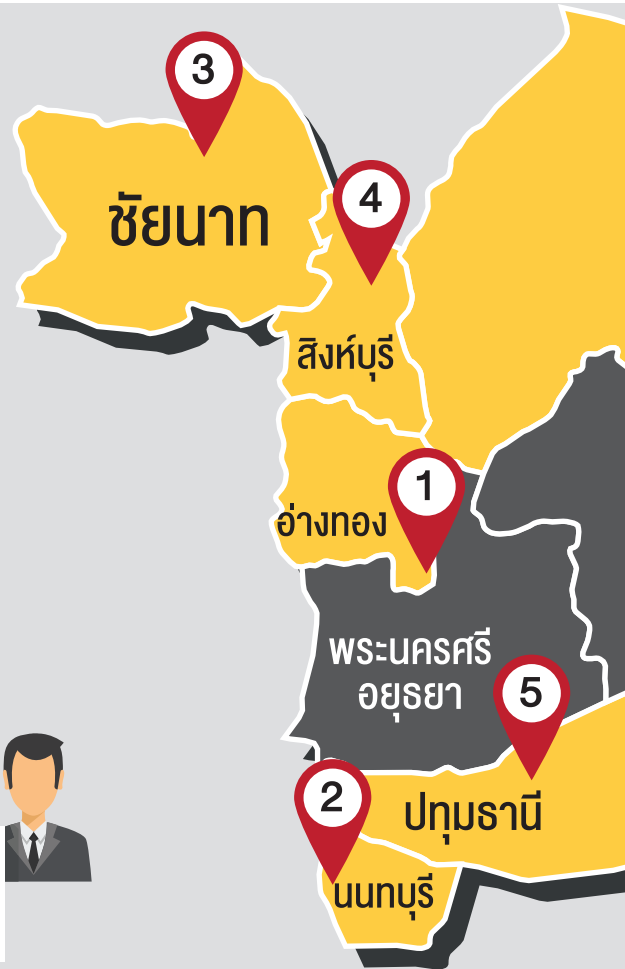 3
ชัยนาท
4
สิงห์บุรี
1
อ่างทอง
พระนครศรี
อยุธยา
5
2
ปทุมธานี
นนทบุรี